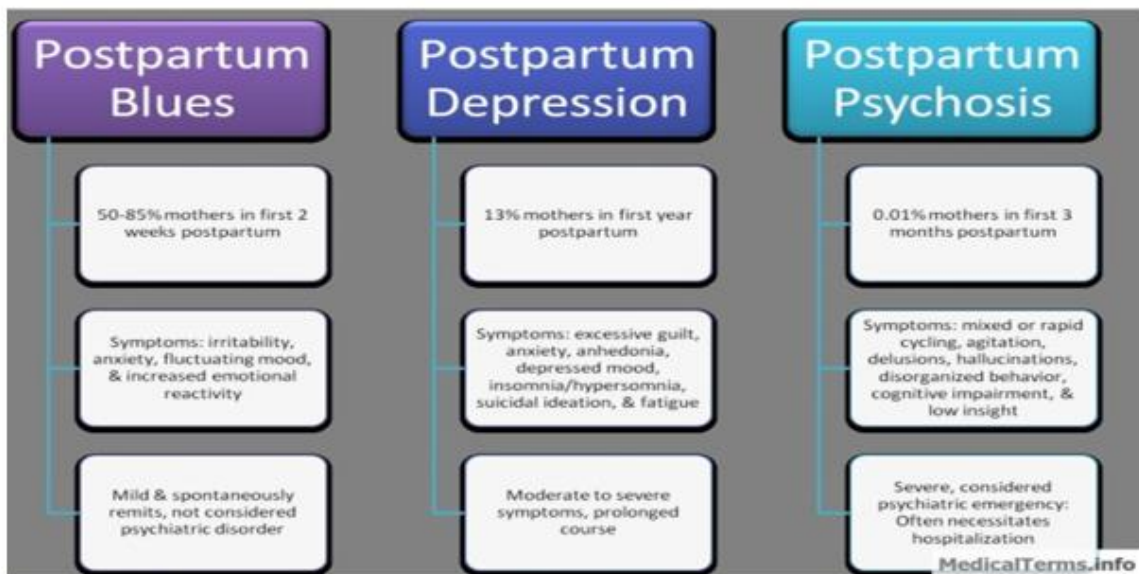 Postpartum
Blues
50-85% mothers in first 2
weeks postpartum
Symptoms: irritability,
anxiety, fluctuating mood,
& increased emotional
reactivity
Mild & spontaneously
remits, not considered
psychiatric disorder
Postpartum
Depression
13% mothers in first year
postpartum
Symptoms: excessive guilt,
anxiety, anhedonia,
depressed mood,
insomnia/hypersomnia,
suicidal ideation, & fatigue
Moderate to severe
symptoms, prolonged
course
Postpartum
Psychosis
0.01% mothers in first 3
months postpartum
Symptoms: mixed or rapid
cycling, agitation,
delusions, hallucinations,
disorganized behavior,
cognitive impairment, &
low insight
Severe, considered
psychiatric emergency:
Often necessitates
hospitalization
MedicalTerms.info